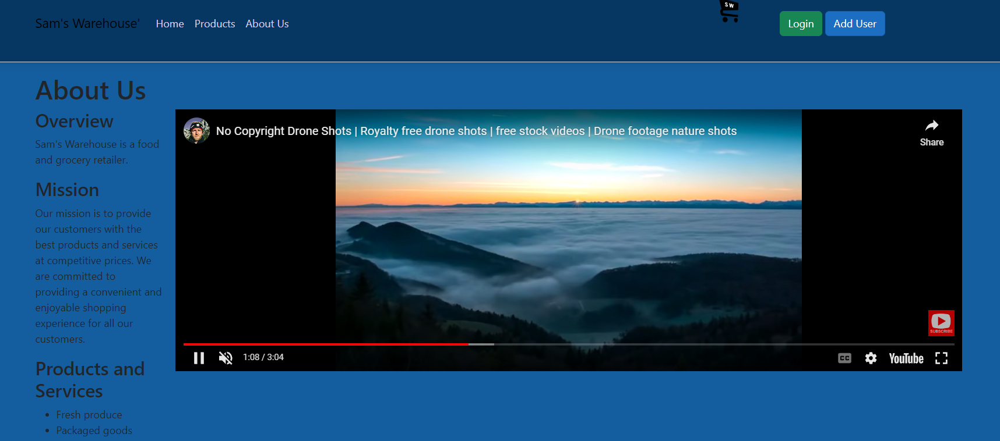 SW
Sam's Warehouse' Home Products About Us Login Add User
About Us
Overview
Sam's Warehouse is a food
and grocery retailer.
Mission
Our mission is to provide
our customers with the
best products and services
at competitive prices. We
are committed to
providing a convenient and
enjoyable shopping
experience for all our
customers.
Products and
Services
• Fresh produce
• Packaged goods
No Copyright Drone Shots | Royalty free drone shots | free stock videos | Drone footage nature shots
Share
SUBSCRIBE
1:08 / 3:04 CC YouTube